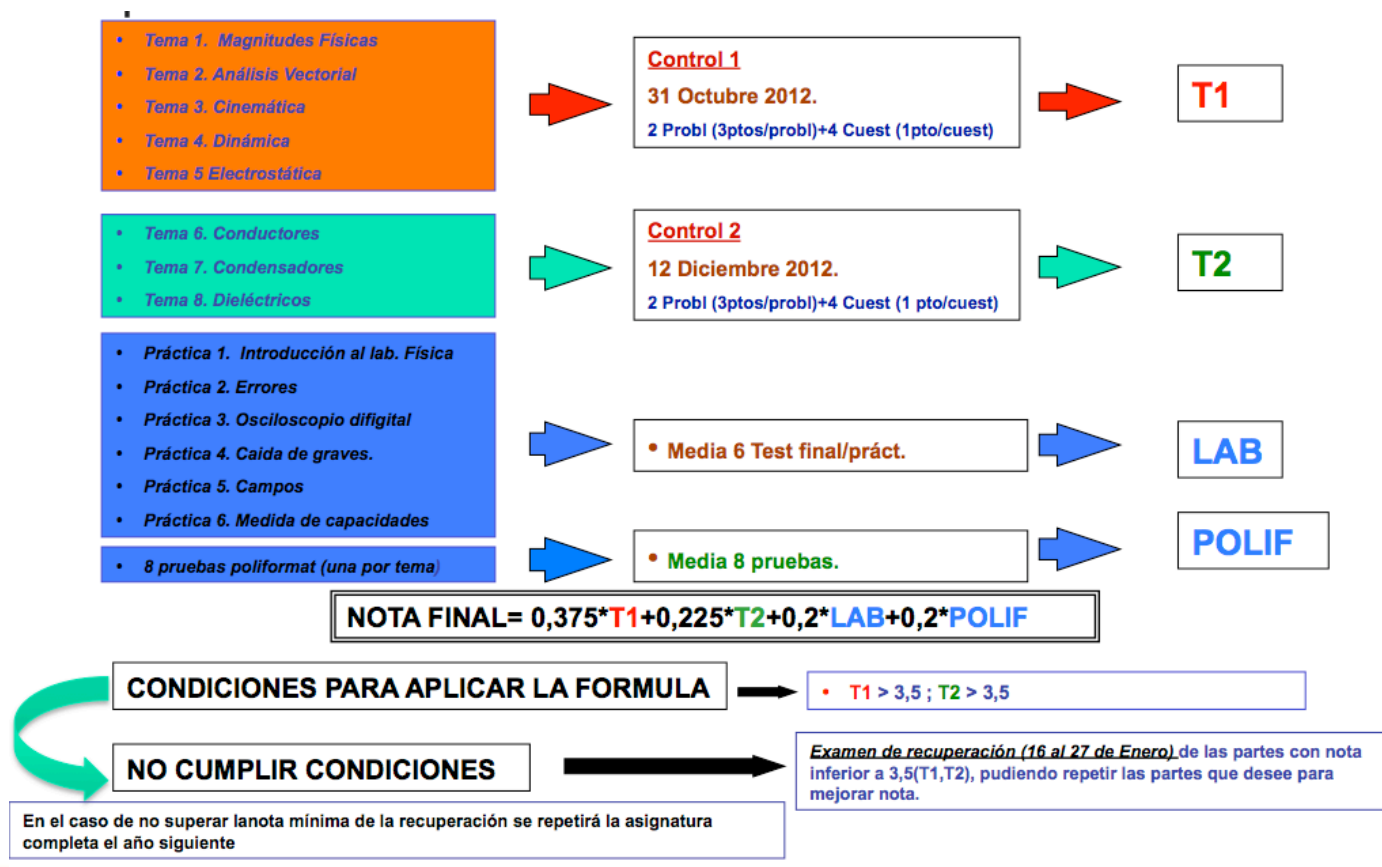 • Tema 1. Magnitudes Físicas
• Tema 2. Análisis Vectorial
• Tema 3. Cinemática
• Tema 4. Dinámica
• Tema 5 Electrostática
Control 1
31 Octubre 2012.
2 Probl (3ptos/probl)+4 Cuest (1pto/cuest)
T1
• Tema 6. Conductores
• Tema 7. Condensadores
• Tema 8. Dieléctricos
Control 2
12 Diciembre 2012.
2 Probl (3ptos/probl)+4 Cuest (1 pto/cuest)
T2
• Práctica 1. Introducción al lab. Física
• Práctica 2. Errores
• Práctica 3. Osciloscopio difigital
• Práctica 4. Caida de graves.
• Práctica 5. Campos
• Práctica 6. Medida de capacidades
• Media 6 Test final/práct.
LAB
• 8 pruebas poliformat (una por tema)
• Media 8 pruebas.
POLIF
NOTA FINAL= 0,375*T1+0,225*T2+0,2*LAB+0,2*POLIF
CONDICIONES PARA APLICAR LA FORMULA
• T1 > 3,5 ; T2 > 3,5
NO CUMPLIR CONDICIONES
Examen de recuperación (16 al 27 de Enero) de las partes con nota
inferior a 3,5(T1,T2), pudiendo repetir las partes que desee para
mejorar nota.
En el caso de no superar lanota mínima de la recuperación se repetirá la asignatura
completa el año siguiente